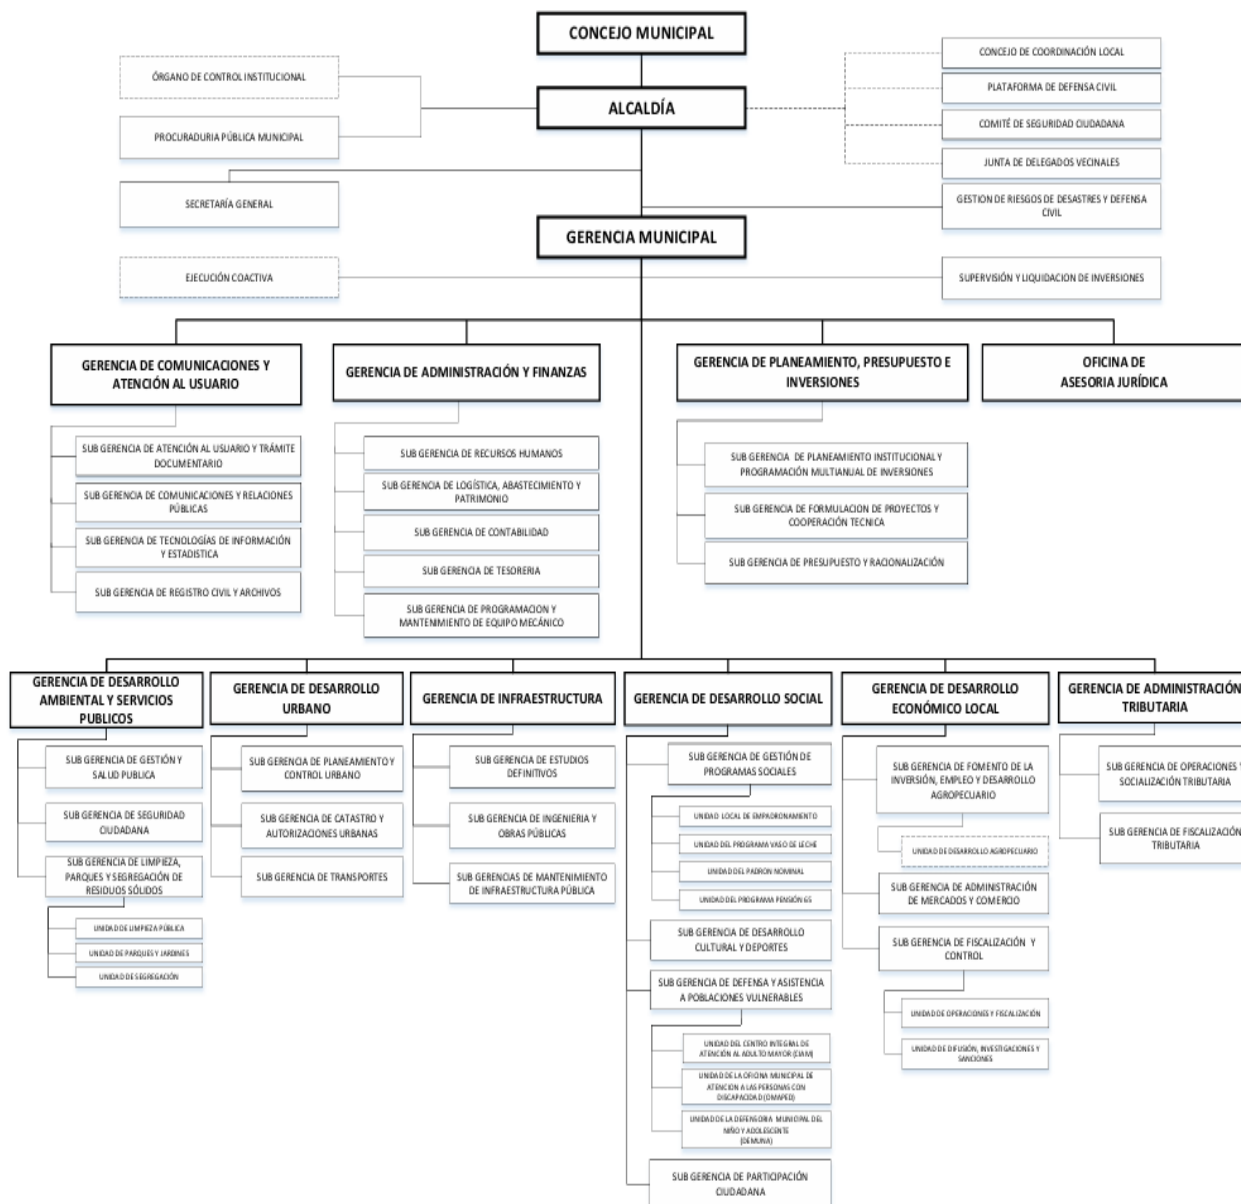 CONCEJO MUNICIPAL
ÓRGANO DE CONTROL INSTITUCIONAL
CONCEJO DE COORDINACIÓN LOCAL
PLATAFORMA DE DEFENSA CIVIL
ALCALDÍA
PROCURADURIA PÚBLICA MUNICIPAL
COMITÉ DE SEGURIDAD CIUDADANA
JUNTA DE DELEGADOS VECINALES
SECRETARÍA GENERAL
GESTION DE RIESGOS DE DESASTRES Y DEFENSA
CIVIL
GERENCIA MUNICIPAL
EJECUCIÓN COACTIVA
SUPERVISIÓN Y LIQUIDACION DE INVERSIONES
GERENCIA DE COMUNICACIONES Y
ATENCIÓN AL USUARIO
GERENCIA DE ADMINISTRACIÓN Y FINANZAS
GERENCIA DE PLANEAMIENTO, PRESUPUESTO E
INVERSIONES
OFICINA DE
ASESORIA JURÍDICA
SUB GERENCIA DE ATENCIÓN AL USUARIO Y TRÁMITE
DOCUMENTARIO
SUB GERENCIA DE COMUNICACIONES Y RELACIONES
PÚBLICAS
SUB GERENCIA DE TECNOLOGÍAS DE INFORMACIÓN
Y ESTADISTICA
SUB GERENCIA DE REGISTRO CIVIL Y ARCHIVOS
SUB GERENCIA DE RECURSOS HUMANOS
SUB GERENCIA DE LOGÍSTICA, ABASTECIMIENTO Y
PATRIMONIO
SUB GERENCIA DE CONTABILIDAD
SUB GERENCIA DE TESORERIA
SUB GERENCIA DE PROGRAMACION Y
MANTENIMIENTO DE EQUIPO MECÁNICO
SUB GERENCIA DE PLANEAMIENTO INSTITUCIONAL Y
PROGRAMACIÓN MULTIANUAL DE INVERSIONES
SUB GERENCIA DE FORMULACION DE PROYECTOS Y
COOPERACIÓN TECNICA
SUB GERENCIA DE PRESUPUESTO Y RACIONALIZACIÓN
GERENCIA DE DESARROLLO
AMBIENTAL Y SERVICIOS
PUBLICOS
GERENCIA DE DESARROLLO
URBANO
GERENCIA DE INFRAESTRUCTURA
GERENCIA DE DESARROLLO SOCIAL
GERENCIA DE DESARROLLO
ECONÓMICO LOCAL
GERENCIA DE ADMINISTRACIÓN
TRIBUTARIA
SUB GERENCIA DE GESTIÓN Y
SALUD PUBLICA
SUB GERENCIA DE SEGURIDAD
CIUDADANA
SUB GERENCIA DE LIMPIEZA,
PARQUES Y SEGREGACIÓN DE
RESIDUOS SÓLIDOS
UNIDAD DE LIMPIEZA PÚBLICA
UNIDAD DE PARQUES Y JARDINES
UNIDAD DE SEGREGACIÓN
SUB GERENCIA DE PLANEAMIENTO Y
CONTROL URBANO
SUB GERENCIA DE CATASTRO Y
AUTORIZACIONES URBANAS
SUB GERENCIA DE TRANSPORTES
SUB GERENCIA DE ESTUDIOS
DEFINITIVOS
SUB GERENCIA DE INGENIERIA Y
OBRAS PÚBLICAS
SUB GERENCIAS DE MANTENIMIENTO
DE INFRAESTRUCTURA PÚBLICA
SUB GERENCIA DE GESTIÓN DE
PROGRAMAS SOCIALES
UNIDAD LOCAL DE EMPADRONAMIENTO
UNIDAD DEL PROGRAMA VASO DE LECHE
UNIDAD DEL PADRON NOMINAL
UNIDAD DEL PROGRAMA PENSIÓN 65
SUB GERENCIA DE DESARROLLO
CULTURAL Y DEPORTES
SUB GERENCIA DE DEFENSA Y ASISTENCIA
A POBLACIONES VULNERABLES
UNIDAD DEL CENTRO INTEGRAL DE
ATENCIÓN AL ADULTO MAYOR (CIAM)
UNIDAD DE LA OFICINA MUNICIPAL DE
ATENCION A LAS PERSONAS CON
DISCAPACIDAD (OMAPED)
UNIDAD DE LA DEFENSORIA MUNICIPAL DEL
NIÑO Y ADOLESCENTE
(DEMUNA)
SUB GERENCIA DE PARTICIPACIÓN
CIUDADANA
SUB GERENCIA DE FOMENTO DE LA
INVERSIÓN, EMPLEO Y DESARROLLO
AGROPECUARIO
UNIDAD DE DESARROLLO AGROPECUARIO
SUB GERENCIA DE ADMINISTRACIÓN
DE MERCADOS Y COMERCIO
SUB GERENCIA DE FISCALIZACIÓN Y
CONTROL
UNIDAD DE OPERACIONES Y FISCALIZACIÓN
UNIDAD DE DIFUSIÓN, INVESTIGACIONES Y
SANCIONES
SUB GERENCIA DE OPERACIONES Y
SOCIALIZACIÓN TRIBUTARIA
SUB GERENCIA DE FISCALIZACIÓN
TRIBUTARIA